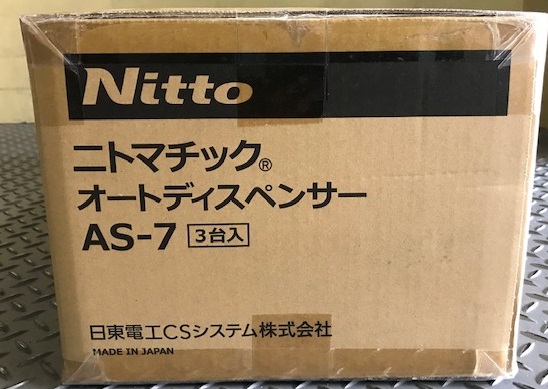 Nitto
ニトマチック®
オートディスペンサー
AS-7 3台入
日東電工CSシステム株式会社
MADE IN JAPAN